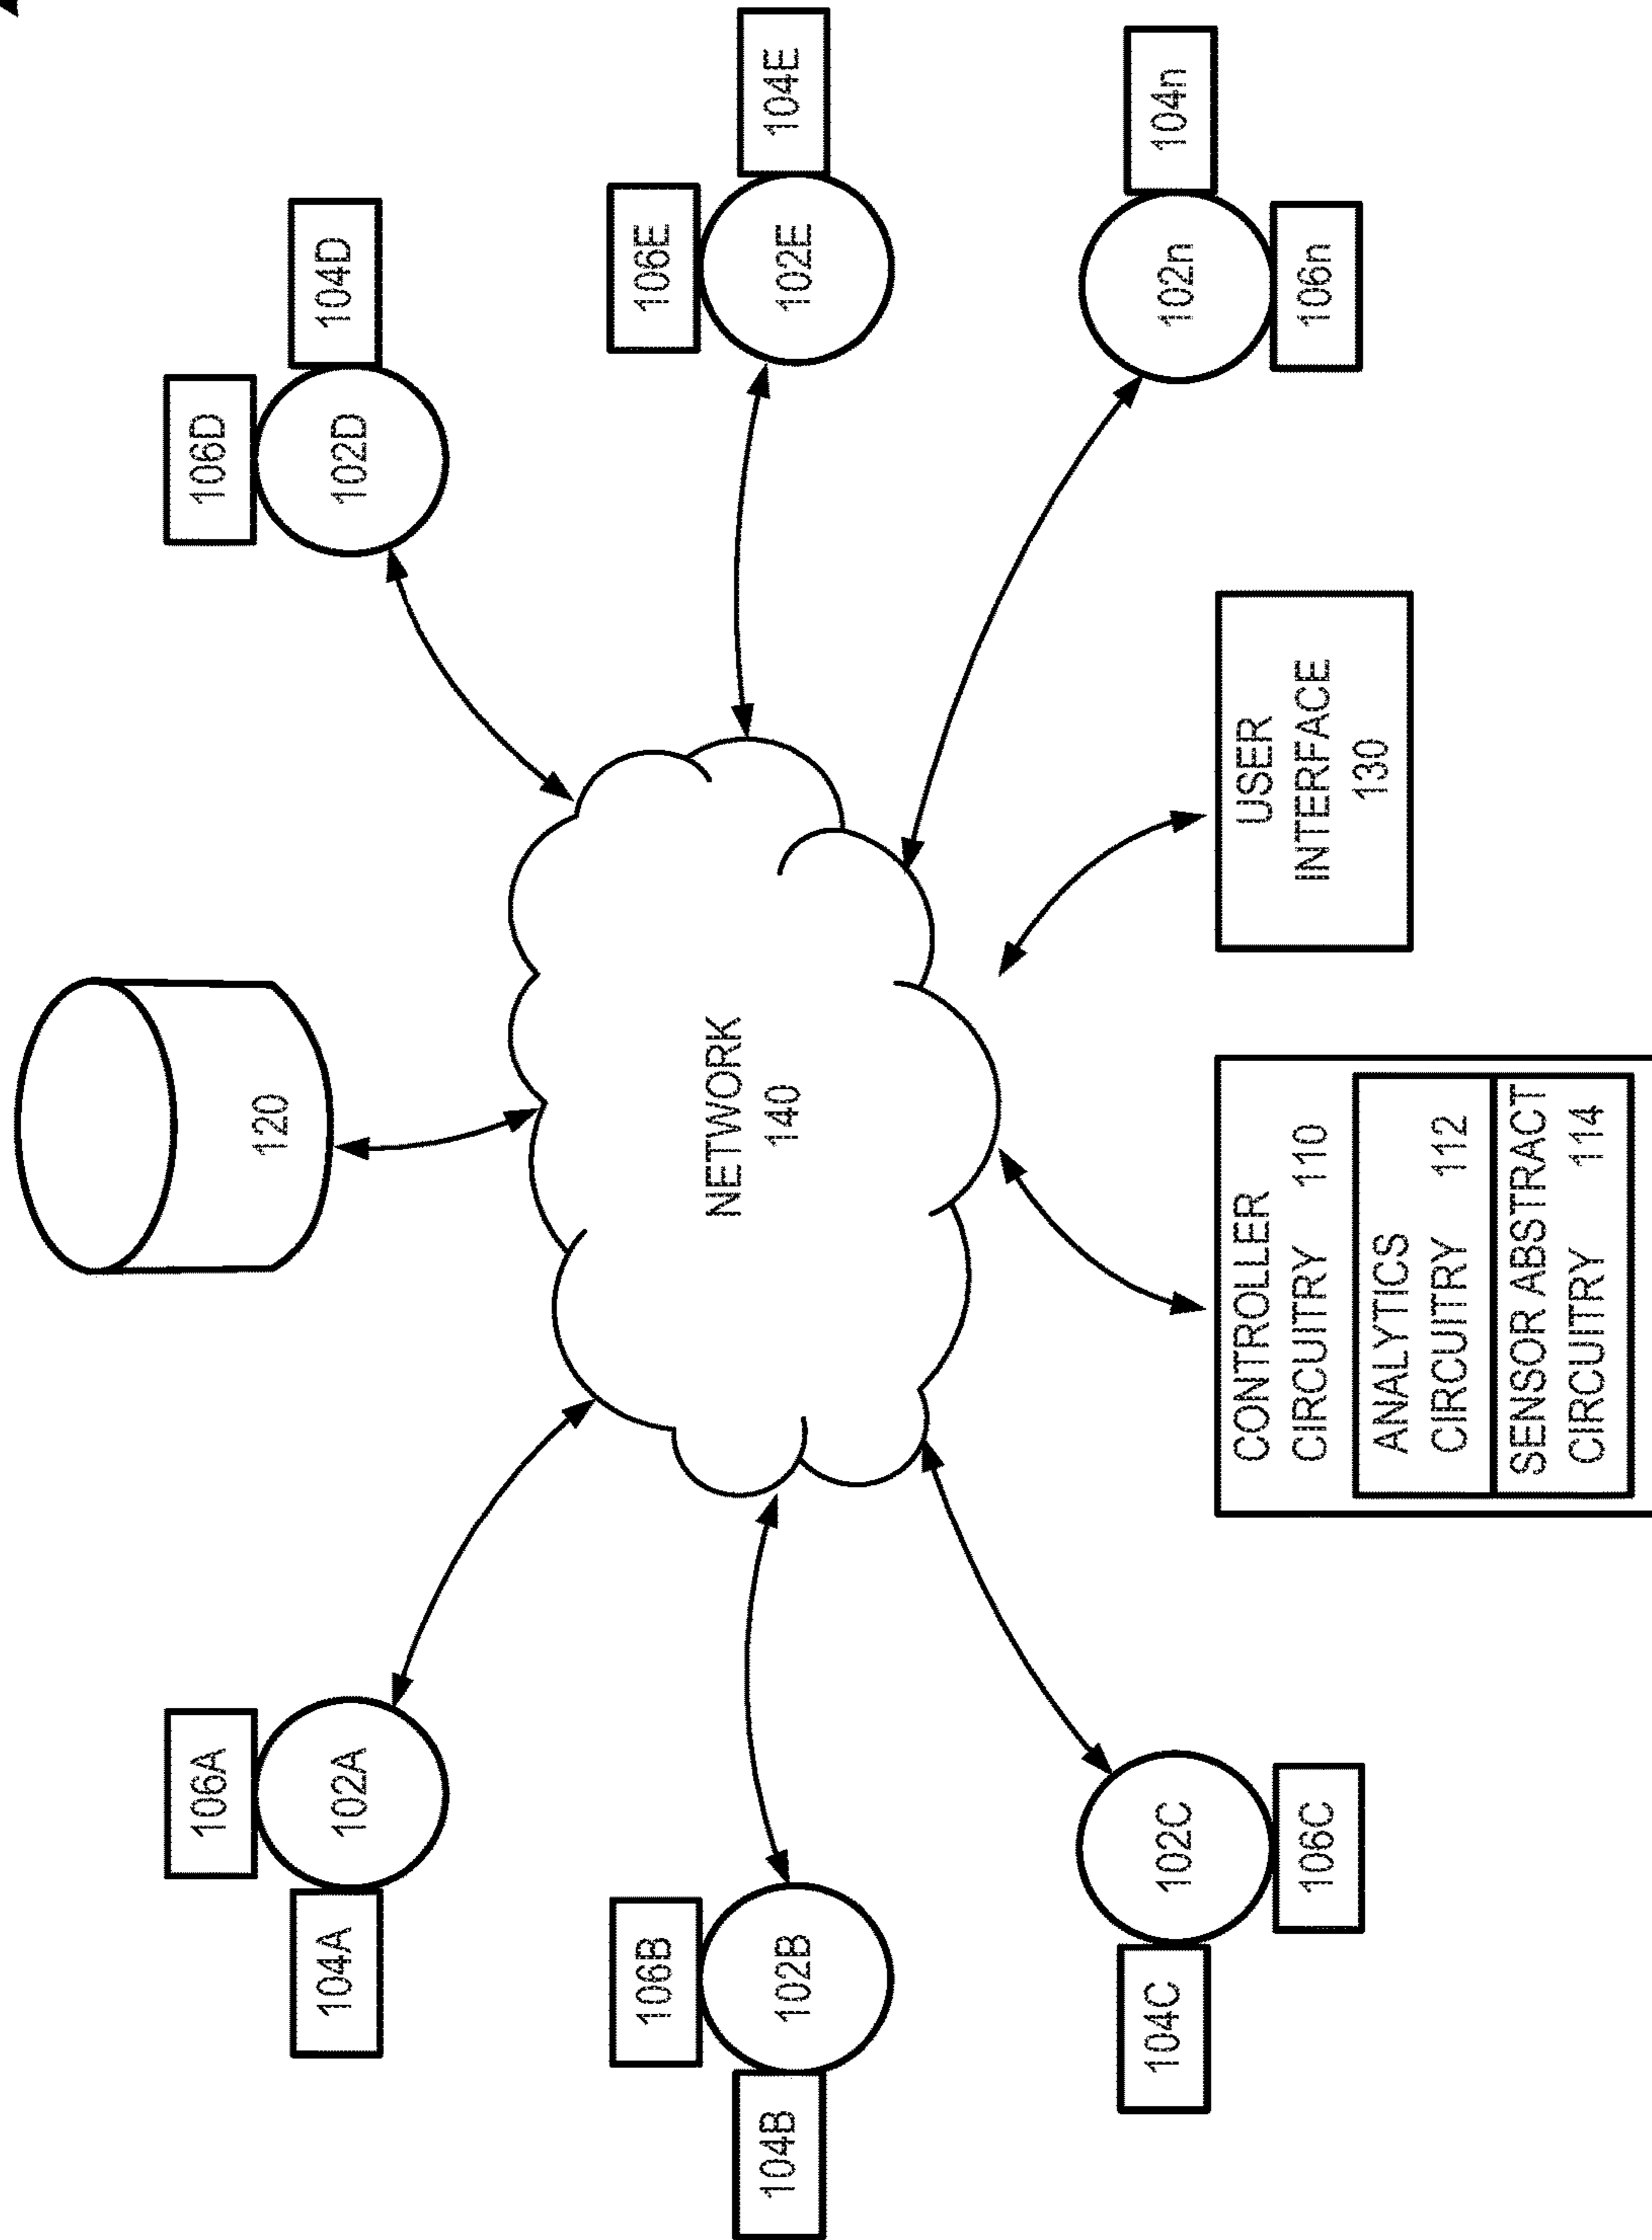 120
106A
102A
104A
106D
102D
104D
106B
102B
104B
NETWORK
140
106E
102E
104E
104C
102C
106C
102n
104n
106n
CONTROLLER
CIRCUITRY 110
ANALYTICS
CIRCUITRY 112
SENSOR ABSTRACT
CIRCUITRY 114
USER
INTERFACE
130